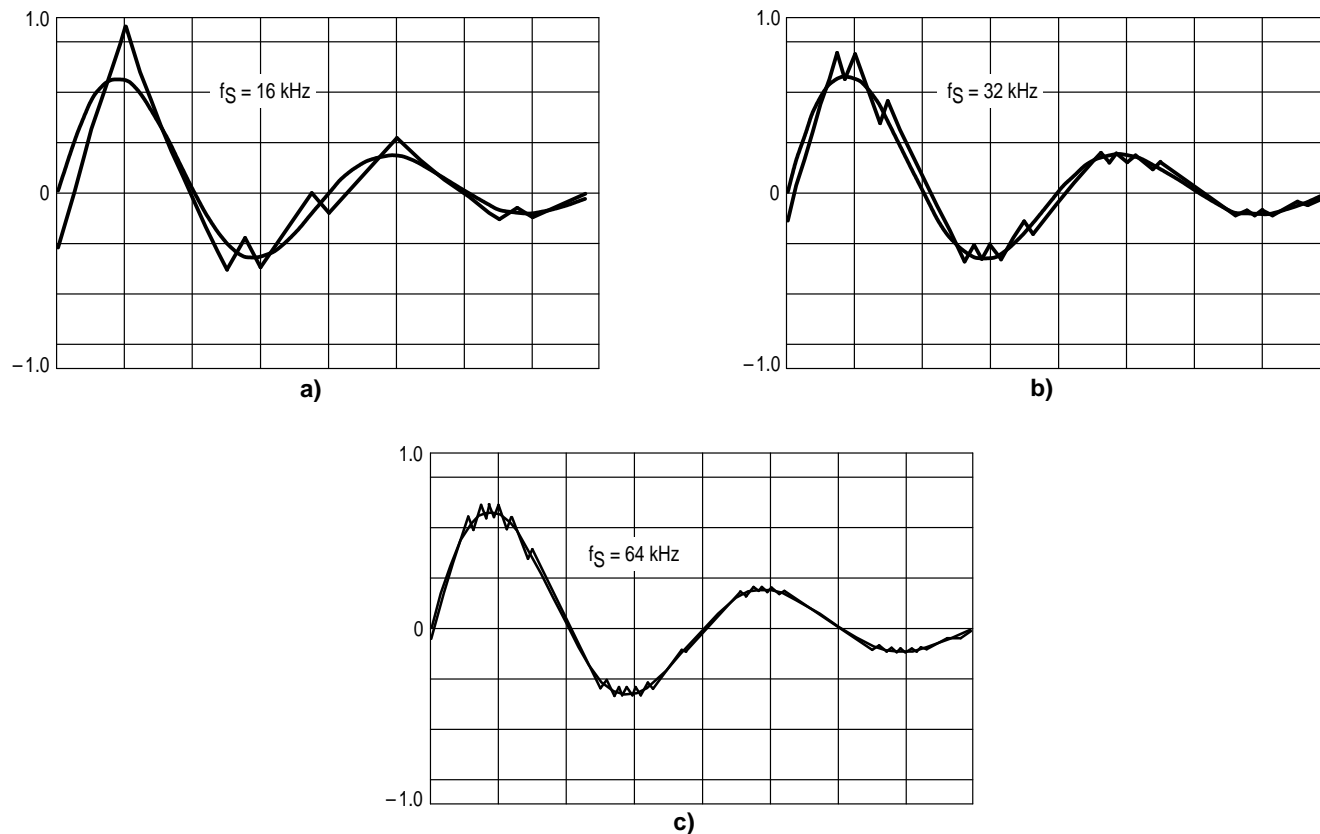 1.0
fS = 16 kHz
0
–1.0
a)
1.0
fS = 32 kHz
0
–1.0
b)
1.0
fS = 64 kHz
0
–1.0
c)